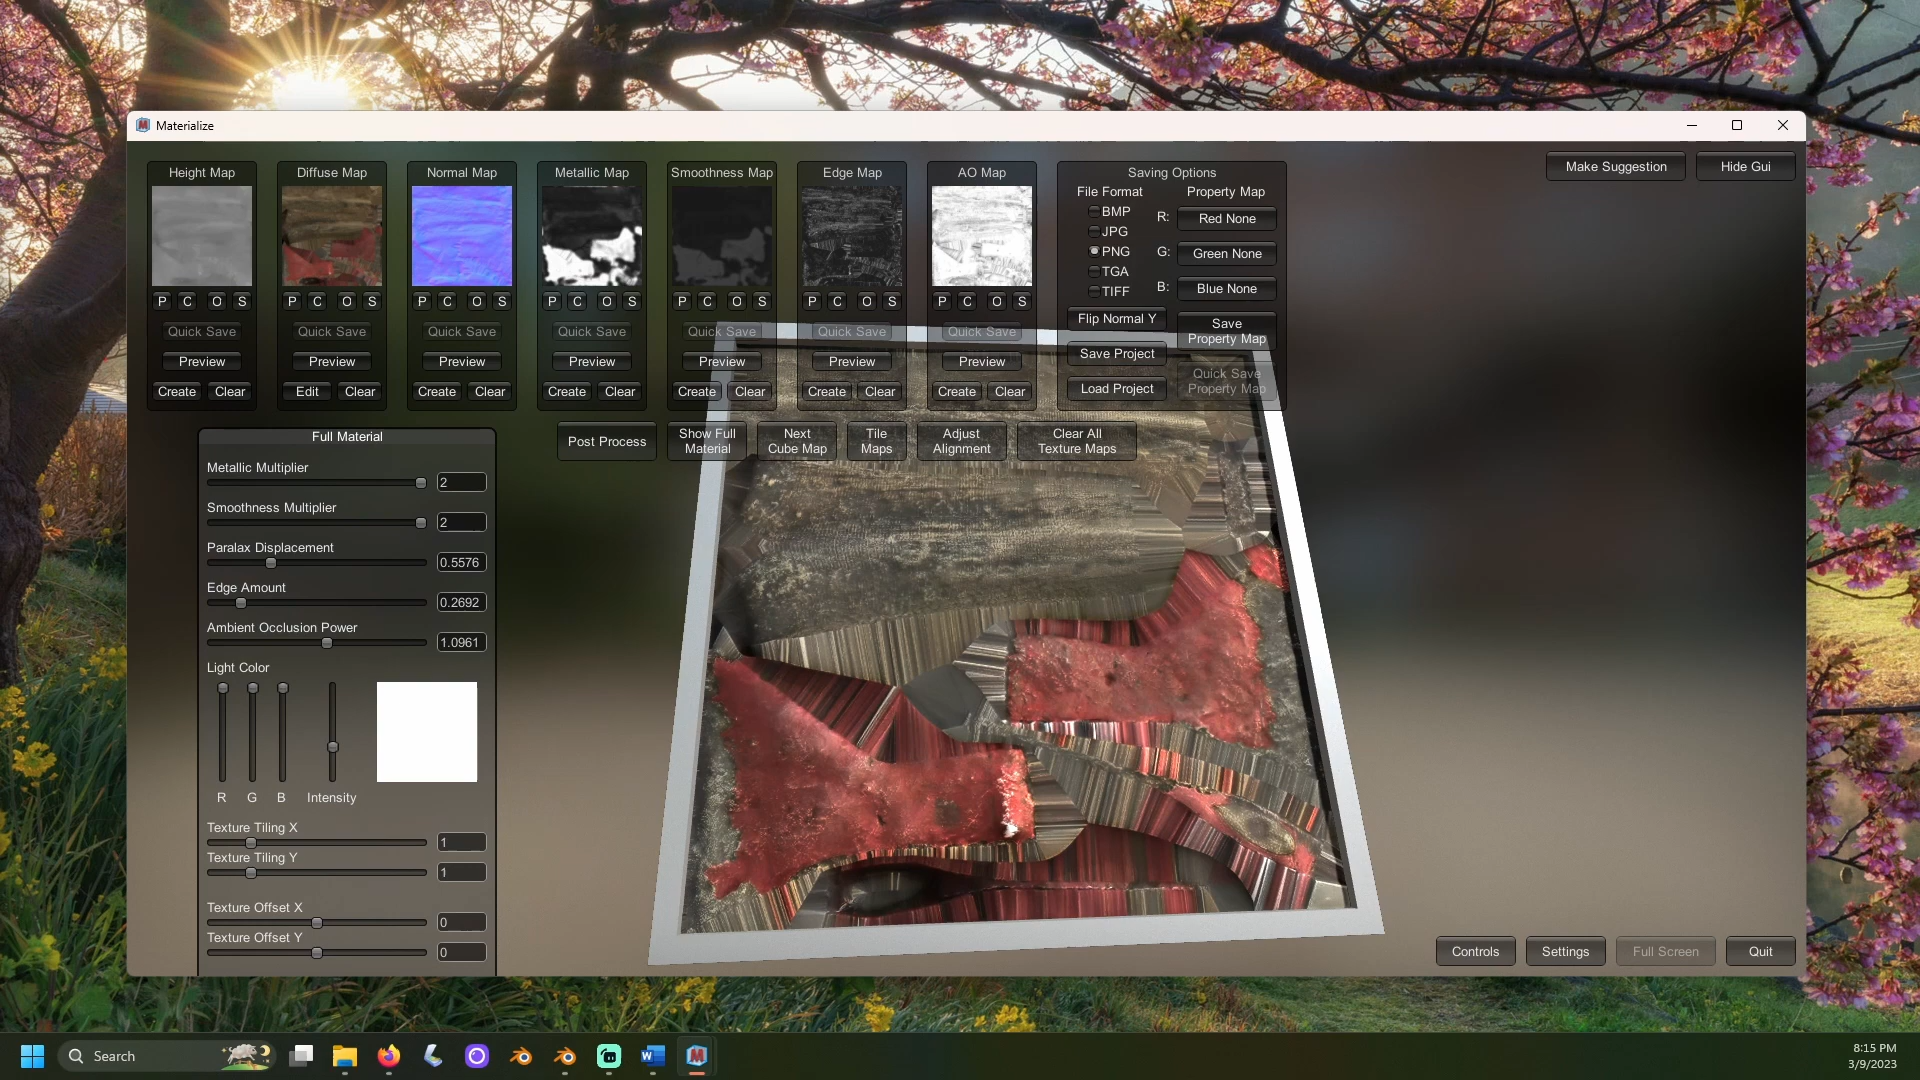 Materialize
Make Suggestion
Hide Gui
Height Map
Diffuse Map
Normal Map
Metallic Map
Smoothness Map
Edge Map
AO Map
Saving Options
File Format
Property Map
BMP
JPG
PNG
TGA
TIFF
R:
Red None
G:
Green None
B:
Blue None
Flip Normal Y
Save
Property Map
Save Project
Load Project
Quick Save
Property Map
P C O S
P C O S
P C O S
P C O S
P C O S
P C O S
P C O S
Quick Save
Quick Save
Quick Save
Quick Save
Quick Save
Quick Save
Quick Save
Preview
Preview
Preview
Preview
Preview
Preview
Preview
Create Clear
Edit Clear
Create Clear
Create Clear
Create Clear
Create Clear
Create Clear
Post Process
Show Full
Material
Next
Cube Map
Tile
Maps
Adjust
Alignment
Clear All
Texture Maps
Full Material
Metallic Multiplier
2
Smoothness Multiplier
2
Paralax Displacement
0.5576
Edge Amount
0.2692
Ambient Occlusion Power
1.0961
Light Color
R G B Intensity
Texture Tiling X
1
Texture Tiling Y
1
Texture Offset X
0
Texture Offset Y
0
Controls
Settings
Full Screen
Quit
Search
8:15 PM
3/9/2023